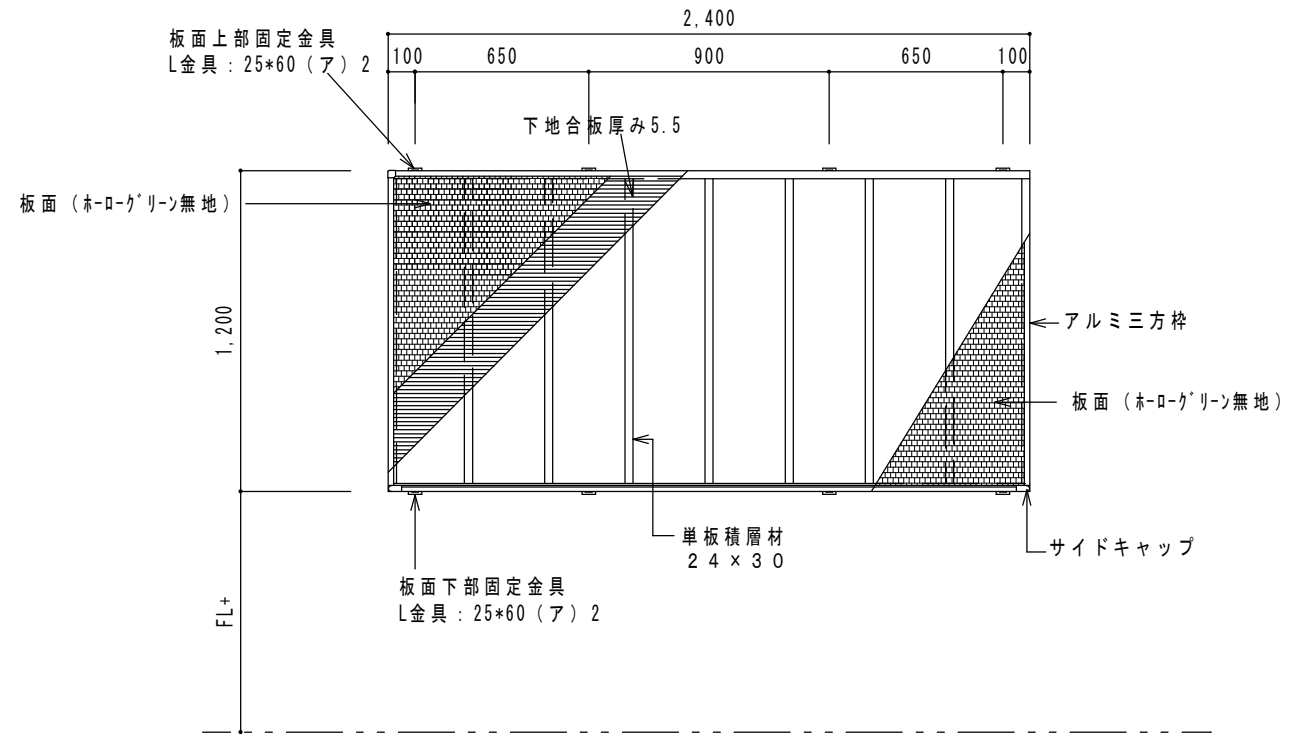 2,400
板面上部固定金具
L金具：25*60（ア）2
100
650
900
650
100
下地合板厚み5.5
板面（ﾎｰﾛｰｸﾞﾘｰﾝ無地）
1,200
アルミ三方枠
板面（ﾎｰﾛｰｸﾞﾘｰﾝ無地）
単板積層材
２４×３０
サイドキャップ
板面下部固定金具
L金具：25*60（ア）2
FL+